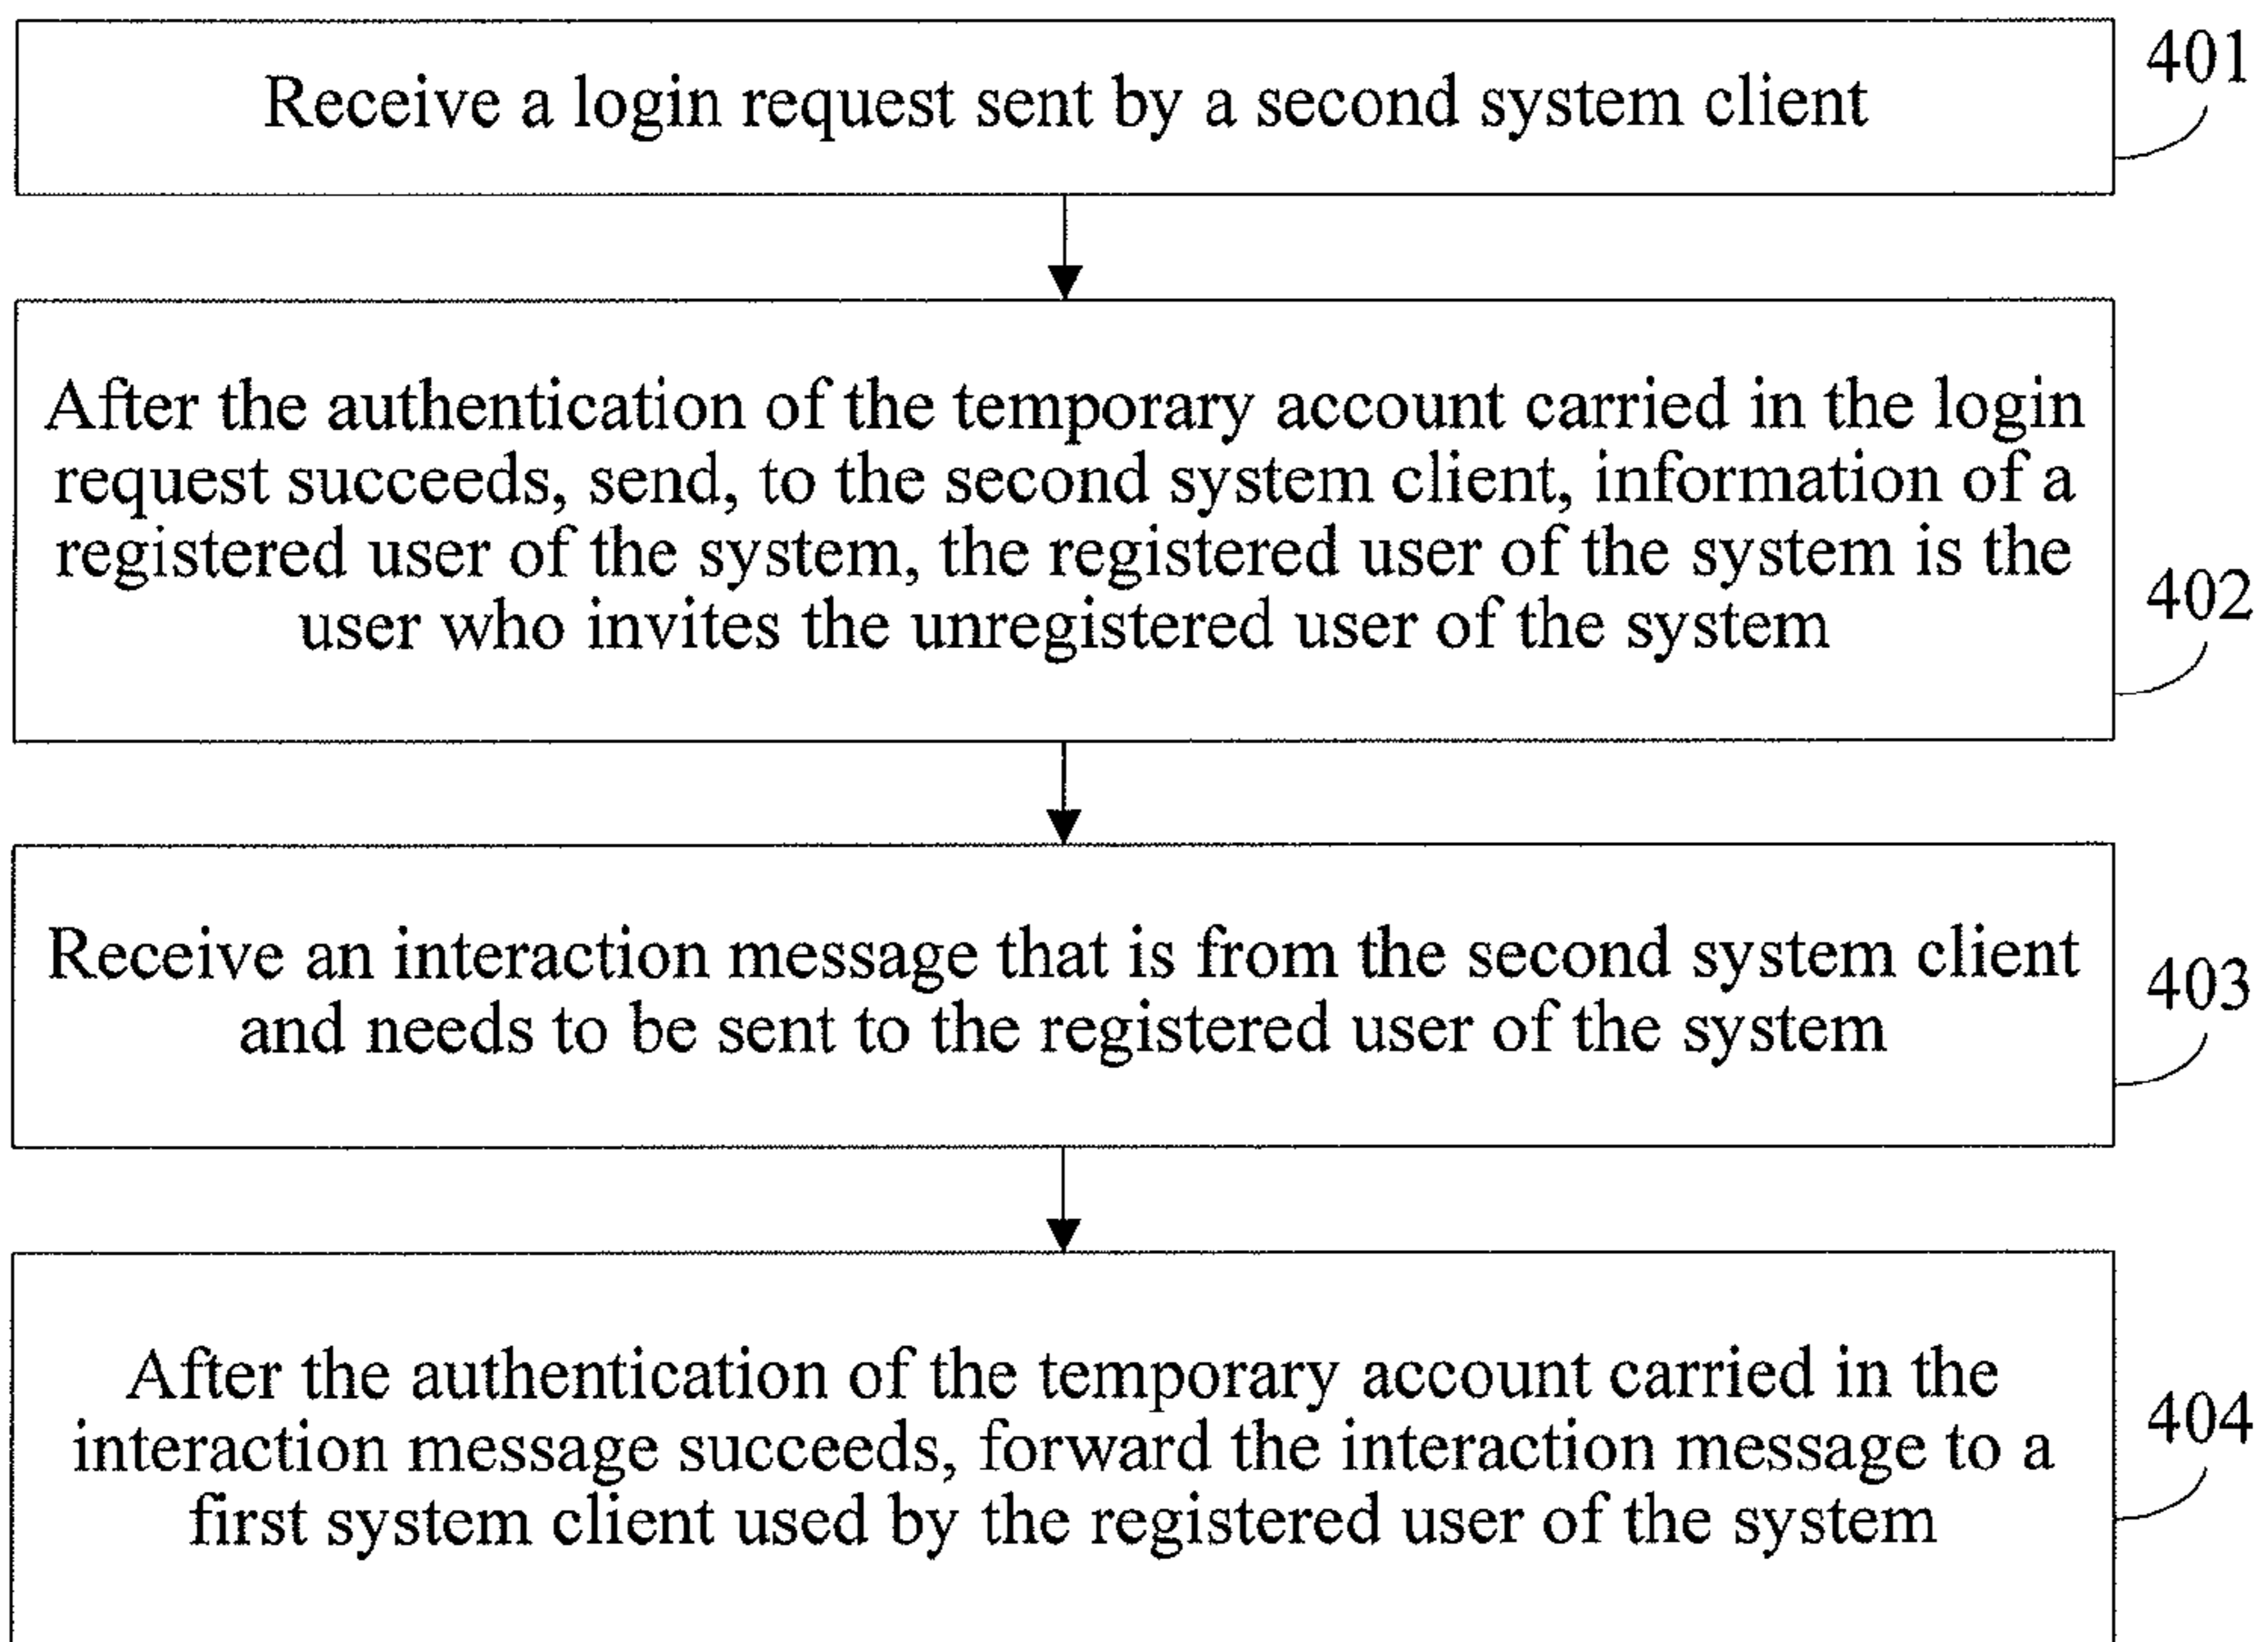 Receive a login request sent by a second system client
401
After the authentication of the temporary account carried in the login
request succeeds, send, to the second system client, information of a
registered user of the system, the registered user of the system is the
user who invites the unregistered user of the system
402
Receive an interaction message that is from the second system client
and needs to be sent to the registered user of the system
403
After the authentication of the temporary account carried in the
interaction message succeeds, forward the interaction message to a
first system client used by the registered user of the system
404